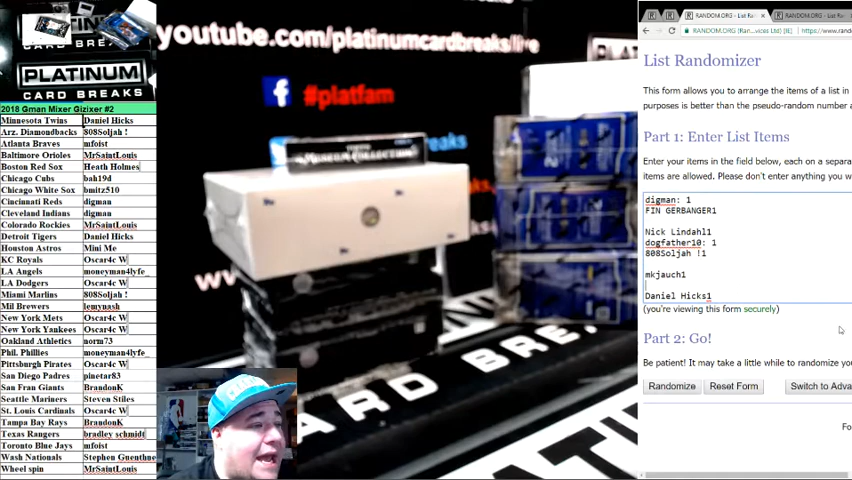 PLATINUM
CARD BREAKS
2018 Gman Mixer Gizixer #2
Minnesota Twins Daniel Hicks
Arz. Diamondbacks 808Soljah !
Atlanta Braves mfoist
Baltimore Orioles MrSaintLouis
Boston Red Sox Heath Holmes
Chicago Cubs bah19d
Chicago White Sox bmitz510
Cincinnati Reds digman
Cleveland Indians digman
Colorado Rockies MrSaintLouis
Detroit Tigers Daniel Hicks
Houston Astros Mini Me
KC Royals Oscar4c W
LA Angels moneyman4lyfe_
LA Dodgers Oscar4c W
Miami Marlins 808Soljah !
Mil Brewers lemynash
New York Mets Oscar4c W
New York Yankees Oscar4c W
Oakland Athletics norm73
Phil. Phillies moneyman4lyfe_
Pittsburgh Pirates Oscar4c W
San Diego Padres pinetar83
San Fran Giants BrandonK
Seattle Mariners Steven Stiles
St. Louis Cardinals Oscar4c W
Tampa Bay Rays BrandonK
Texas Rangers bradley schmidt
Toronto Blue Jays mfoist
Wash Nationals Stephen Guenthne
Wheel spin MrSaintLouis
youtube.com/platinumcardbreaks/live
f #platfam
MUSEUM COLLECTION
CARD BREAKS
RANDOM.ORG - List Ra
RANDOM.ORG - List Ra
RANDOM.ORG [Ran...vices Ltd) [IE]
https://www.rand
List Randomizer
This form allows you to arrange the items of a list in
purposes is better than the pseudo-random number a
Part 1: Enter List Items
Enter your items in the field below, each on a separa
items are allowed. Please don't enter anything you w
digman: 1
FIN GERBANGER1
Nick Lindahl1
dogfather10: 1
808Soljah !1
mkjauch1
Daniel Hicks1
(you're viewing this form securely)
Part 2: Go!
Be patient! It may take a little while to randomize you
Randomize Reset Form Switch to Adva
Fo